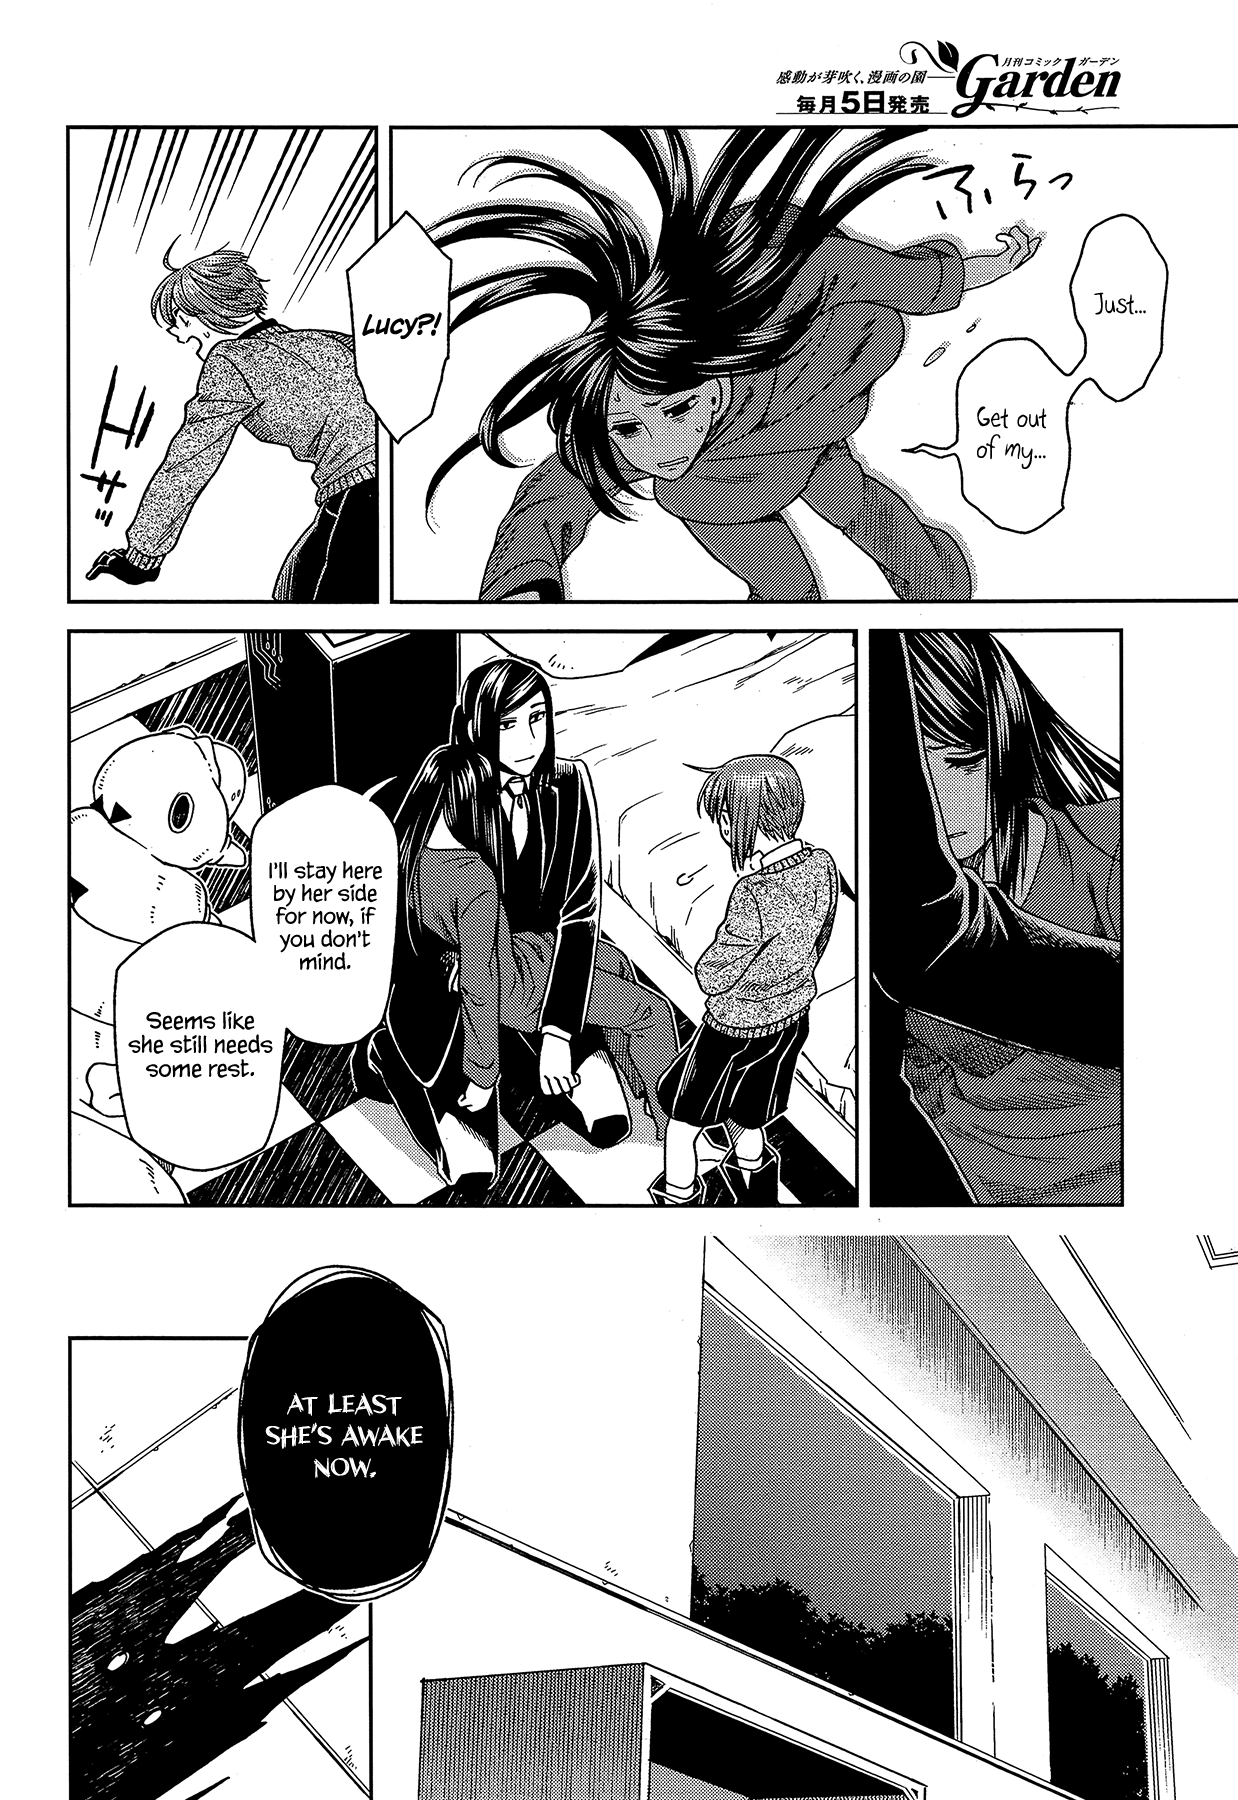 感動が芽吹く、漫画の園
毎月5日発売
月刊コミック ガーデン
Garden
ふらっ
Just...
Get out
of my...
Lucy?!
ドキッ
I'll stay here
by her side
for now, if
you don't
mind.
Seems like
she still needs
some rest.
AT LEAST
SHE'S AWAKE
NOW.